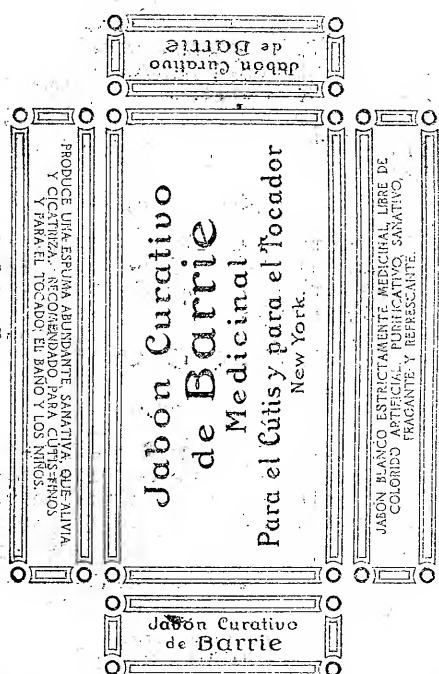 Jabón Curativo
de Barrie
PRODUCE UNA ESPUMA ABUNDANTE, SANATIVA, QUE ALIVIA
Y CICATRIZA. RECOMENDADO PARA CUTIS FINOS
Y PARA EL TOCADO, EL BAÑO Y LOS NIÑOS.
Jabón Curativo
de Barrie
Medicinal
Para el Cútis y para el Tocador
New York.
JABÓN BLANCO ESTRICTAMENTE MEDICINAL, LIBRE DE
COLORIDO ARTIFICIAL, PURIFICATIVO, SANATIVO,
FRAGANTE Y REFRESCANTE.
Jabón Curativo
de Barrie